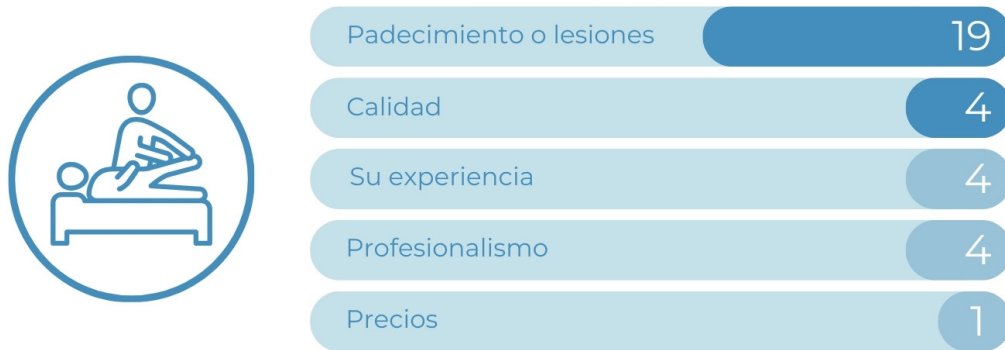 Padecimiento o lesiones 19
Calidad 4
Su experiencia 4
Profesionalismo 4
Precios 1